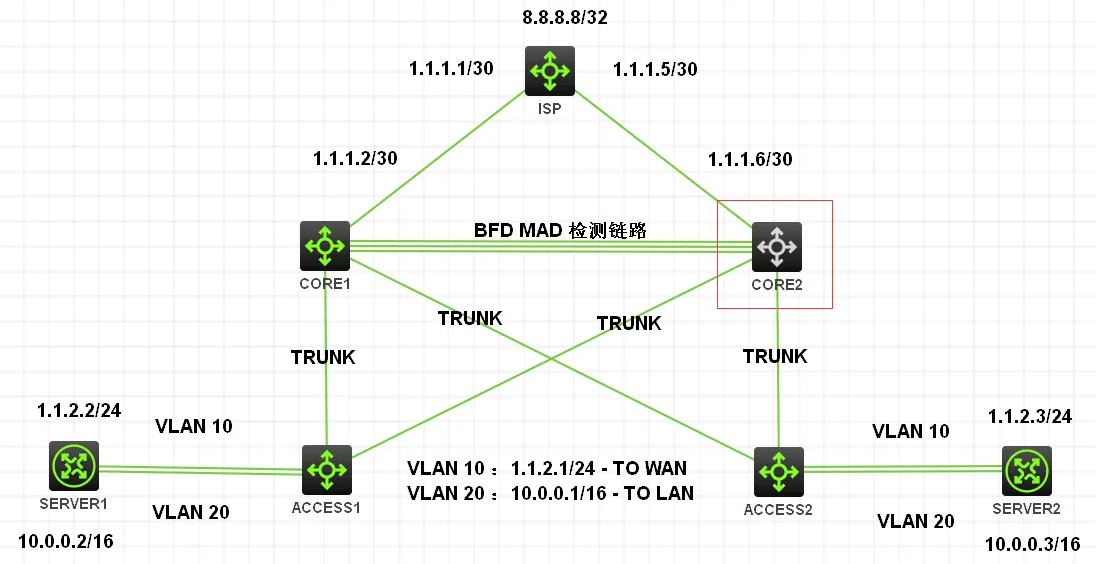 8.8.8.8/32
1.1.1.1/30
1.1.1.5/30
ISP
1.1.1.2/30
1.1.1.6/30
BFD MAD 检测链路
CORE1
CORE2
TRUNK
TRUNK
TRUNK
TRUNK
1.1.2.2/24
VLAN 10
1.1.2.3/24
VLAN 10
VLAN 10： 1.1.2.1/24 - TO WAN
VLAN 20： 10.0.0.1/16 - TO LAN
SERVER1
ACCESS1
ACCESS2
SERVER2
VLAN 20
VLAN 20
10.0.0.2/16
10.0.0.3/16